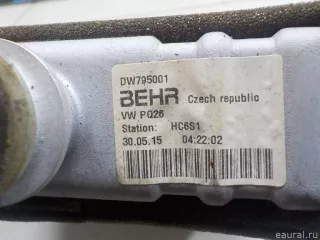 DW795001
BEHR Czech republic
VW PQ26
Station: HC6S1
30.05.15 04:22:02
eaural.ru